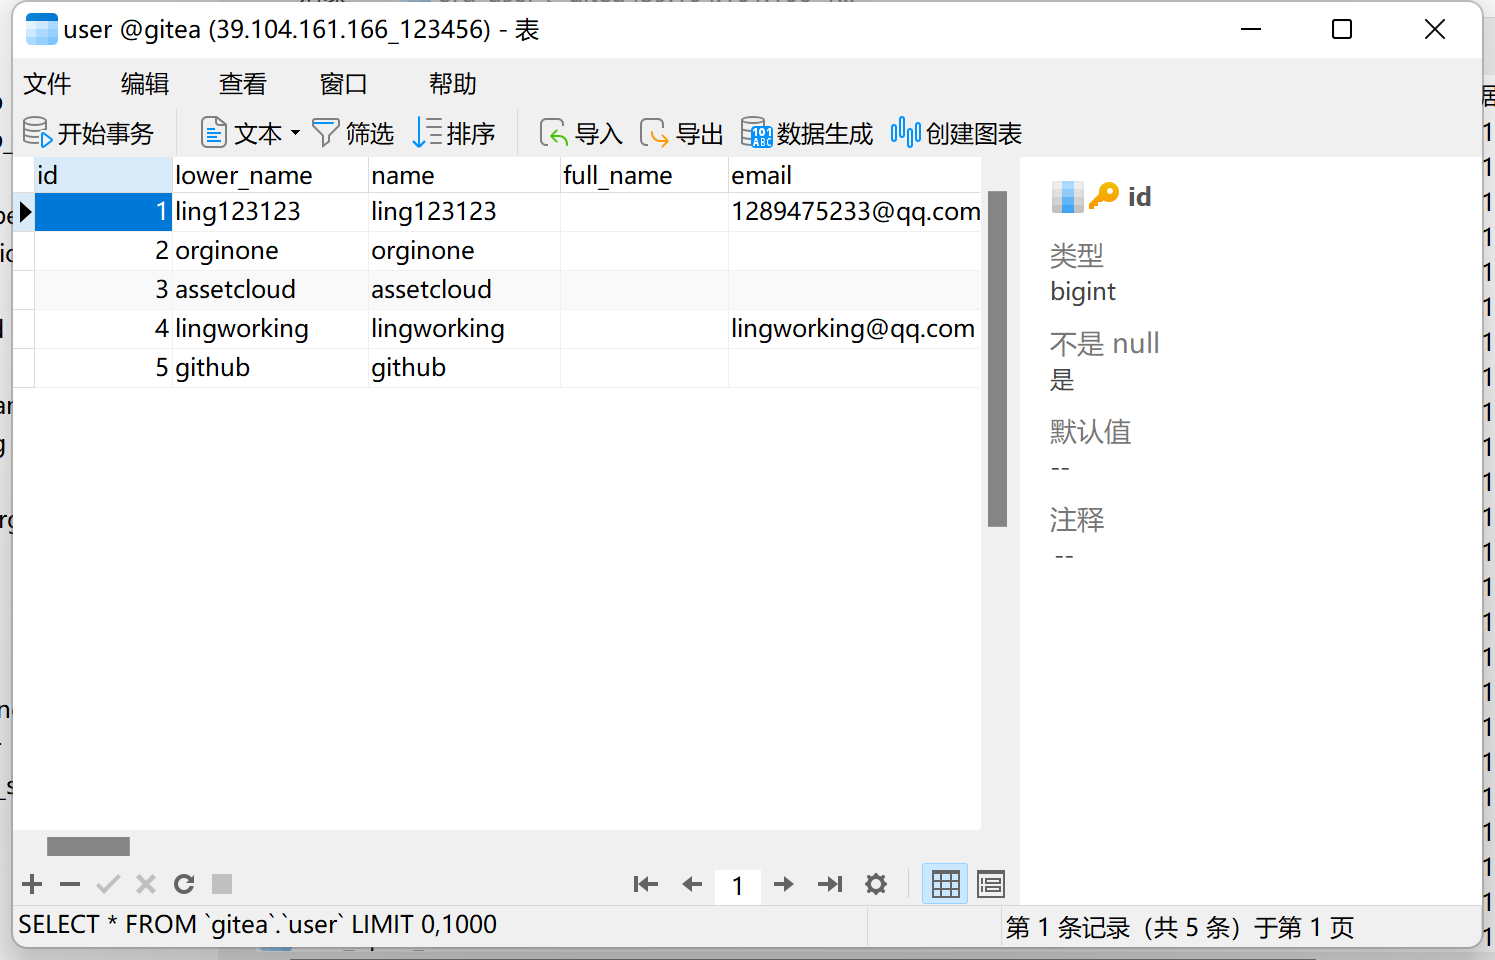 user @gitea (39.104.161.166_123456) - 表
文件 编辑 查看 窗口 帮助
开始事务 文本 筛选 排序 导入 导出 数据生成 创建图表
id lower_name name full_name email
1 ling123123 ling123123 1289475233@qq.com
2 orginone orginone
3 assetcloud assetcloud
4 lingworking lingworking lingworking@qq.com
5 github github
id
类型
bigint
不是 null
是
默认值
--
注释
--
1
SELECT * FROM `gitea`.`user` LIMIT 0,1000
第 1 条记录（共 5 条）于第 1 页